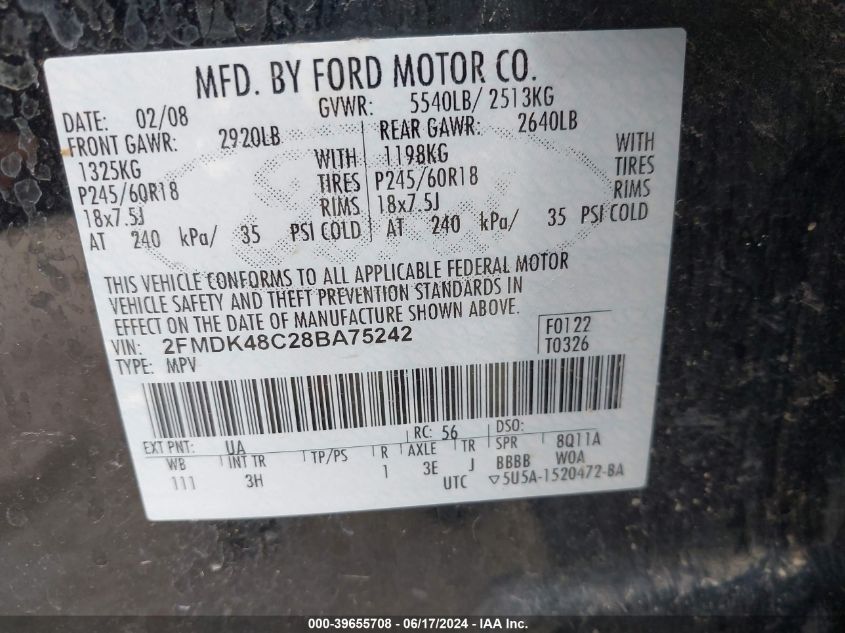 MFD. BY FORD MOTOR CO.
DATE: 02/08 GVWR: 5540LB/ 2513KG
FRONT GAWR: 2920LB REAR GAWR: 2640LB
1325KG WITH 1198KG WITH
P245/60R18 TIRES P245/60R18 TIRES
18x7.5J RIMS 18x7.5J RIMS
AT 240 kPa/ 35 PSI COLD AT 240 kPa/ 35 PSI COLD
THIS VEHICLE CONFORMS TO ALL APPLICABLE FEDERAL MOTOR
VEHICLE SAFETY AND THEFT PREVENTION STANDARDS IN
EFFECT ON THE DATE OF MANUFACTURE SHOWN ABOVE.
VIN: 2FMDK48C28BA75242 F0122
TYPE: MPV T0326
EXT PNT: UA RC: 56 DSO:
WB INT TR TP/PS R AXLE TR SPR 8Q11A
111 3H 1 3E J BBBB WOA
UTC ▽5U5A-1520472-BA
000-39655708 - 06/17/2024 - IAA Inc.